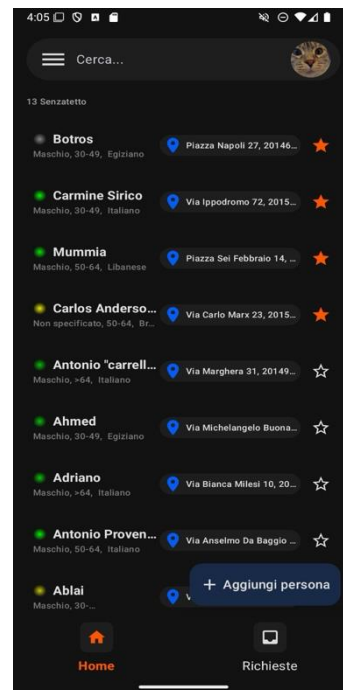 4:05
Cerca...
13 Senzatetto
Botros
Piazza Napoli 27, 20146...
Maschio, 30-49, Egiziano
Carmine Sirico
Via Ippodromo 72, 2015...
Maschio, 30-49, Italiano
Mummia
Piazza Sei Febbraio 14, ...
Maschio, 50-64, Libanese
Carlos Anderso...
Via Carlo Marx 23, 2015...
Non specificato, 50-64, Br...
Antonio "carrell...
Via Marghera 31, 20149...
Maschio, >64, Italiano
Ahmed
Via Michelangelo Buona...
Maschio, 30-49, Egiziano
Adriano
Via Bianca Milesi 10, 20...
Maschio, >64, Italiano
Antonio Proven...
Via Anselmo Da Baggio ...
Maschio, 50-64, Italiano
Ablai
+ Aggiungi persona
Maschio, 30-...
Home
Richieste